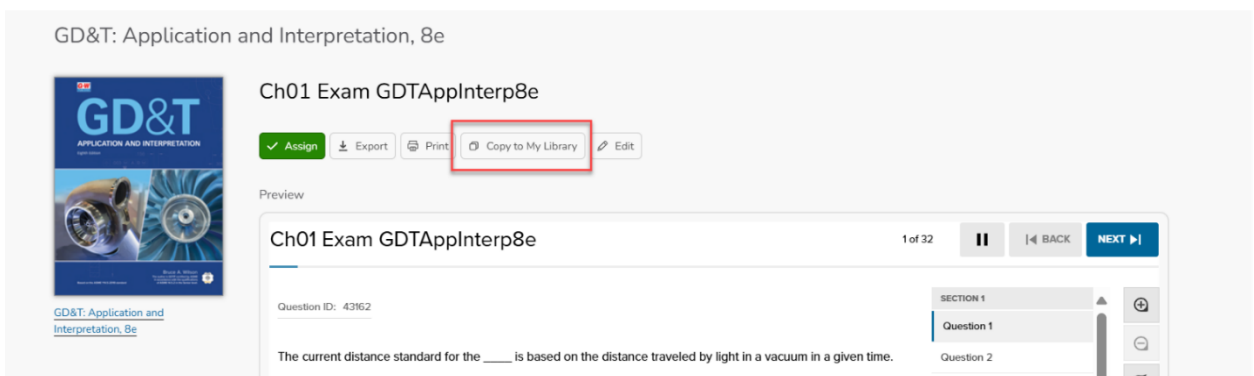 GD&T: Application and Interpretation, 8e
GD&T
APPLICATION AND INTERPRETATION
Bruce A. Wilson
GD&T: Application and
Interpretation, 8e
Ch01 Exam GDTAppInterp8e
Assign Export Print Copy to My Library Edit
Preview
Ch01 Exam GDTAppInterp8e
1 of 32
BACK
NEXT
Question ID: 43162
The current distance standard for the ____ is based on the distance traveled by light in a vacuum in a given time.
SECTION 1
Question 1
Question 2